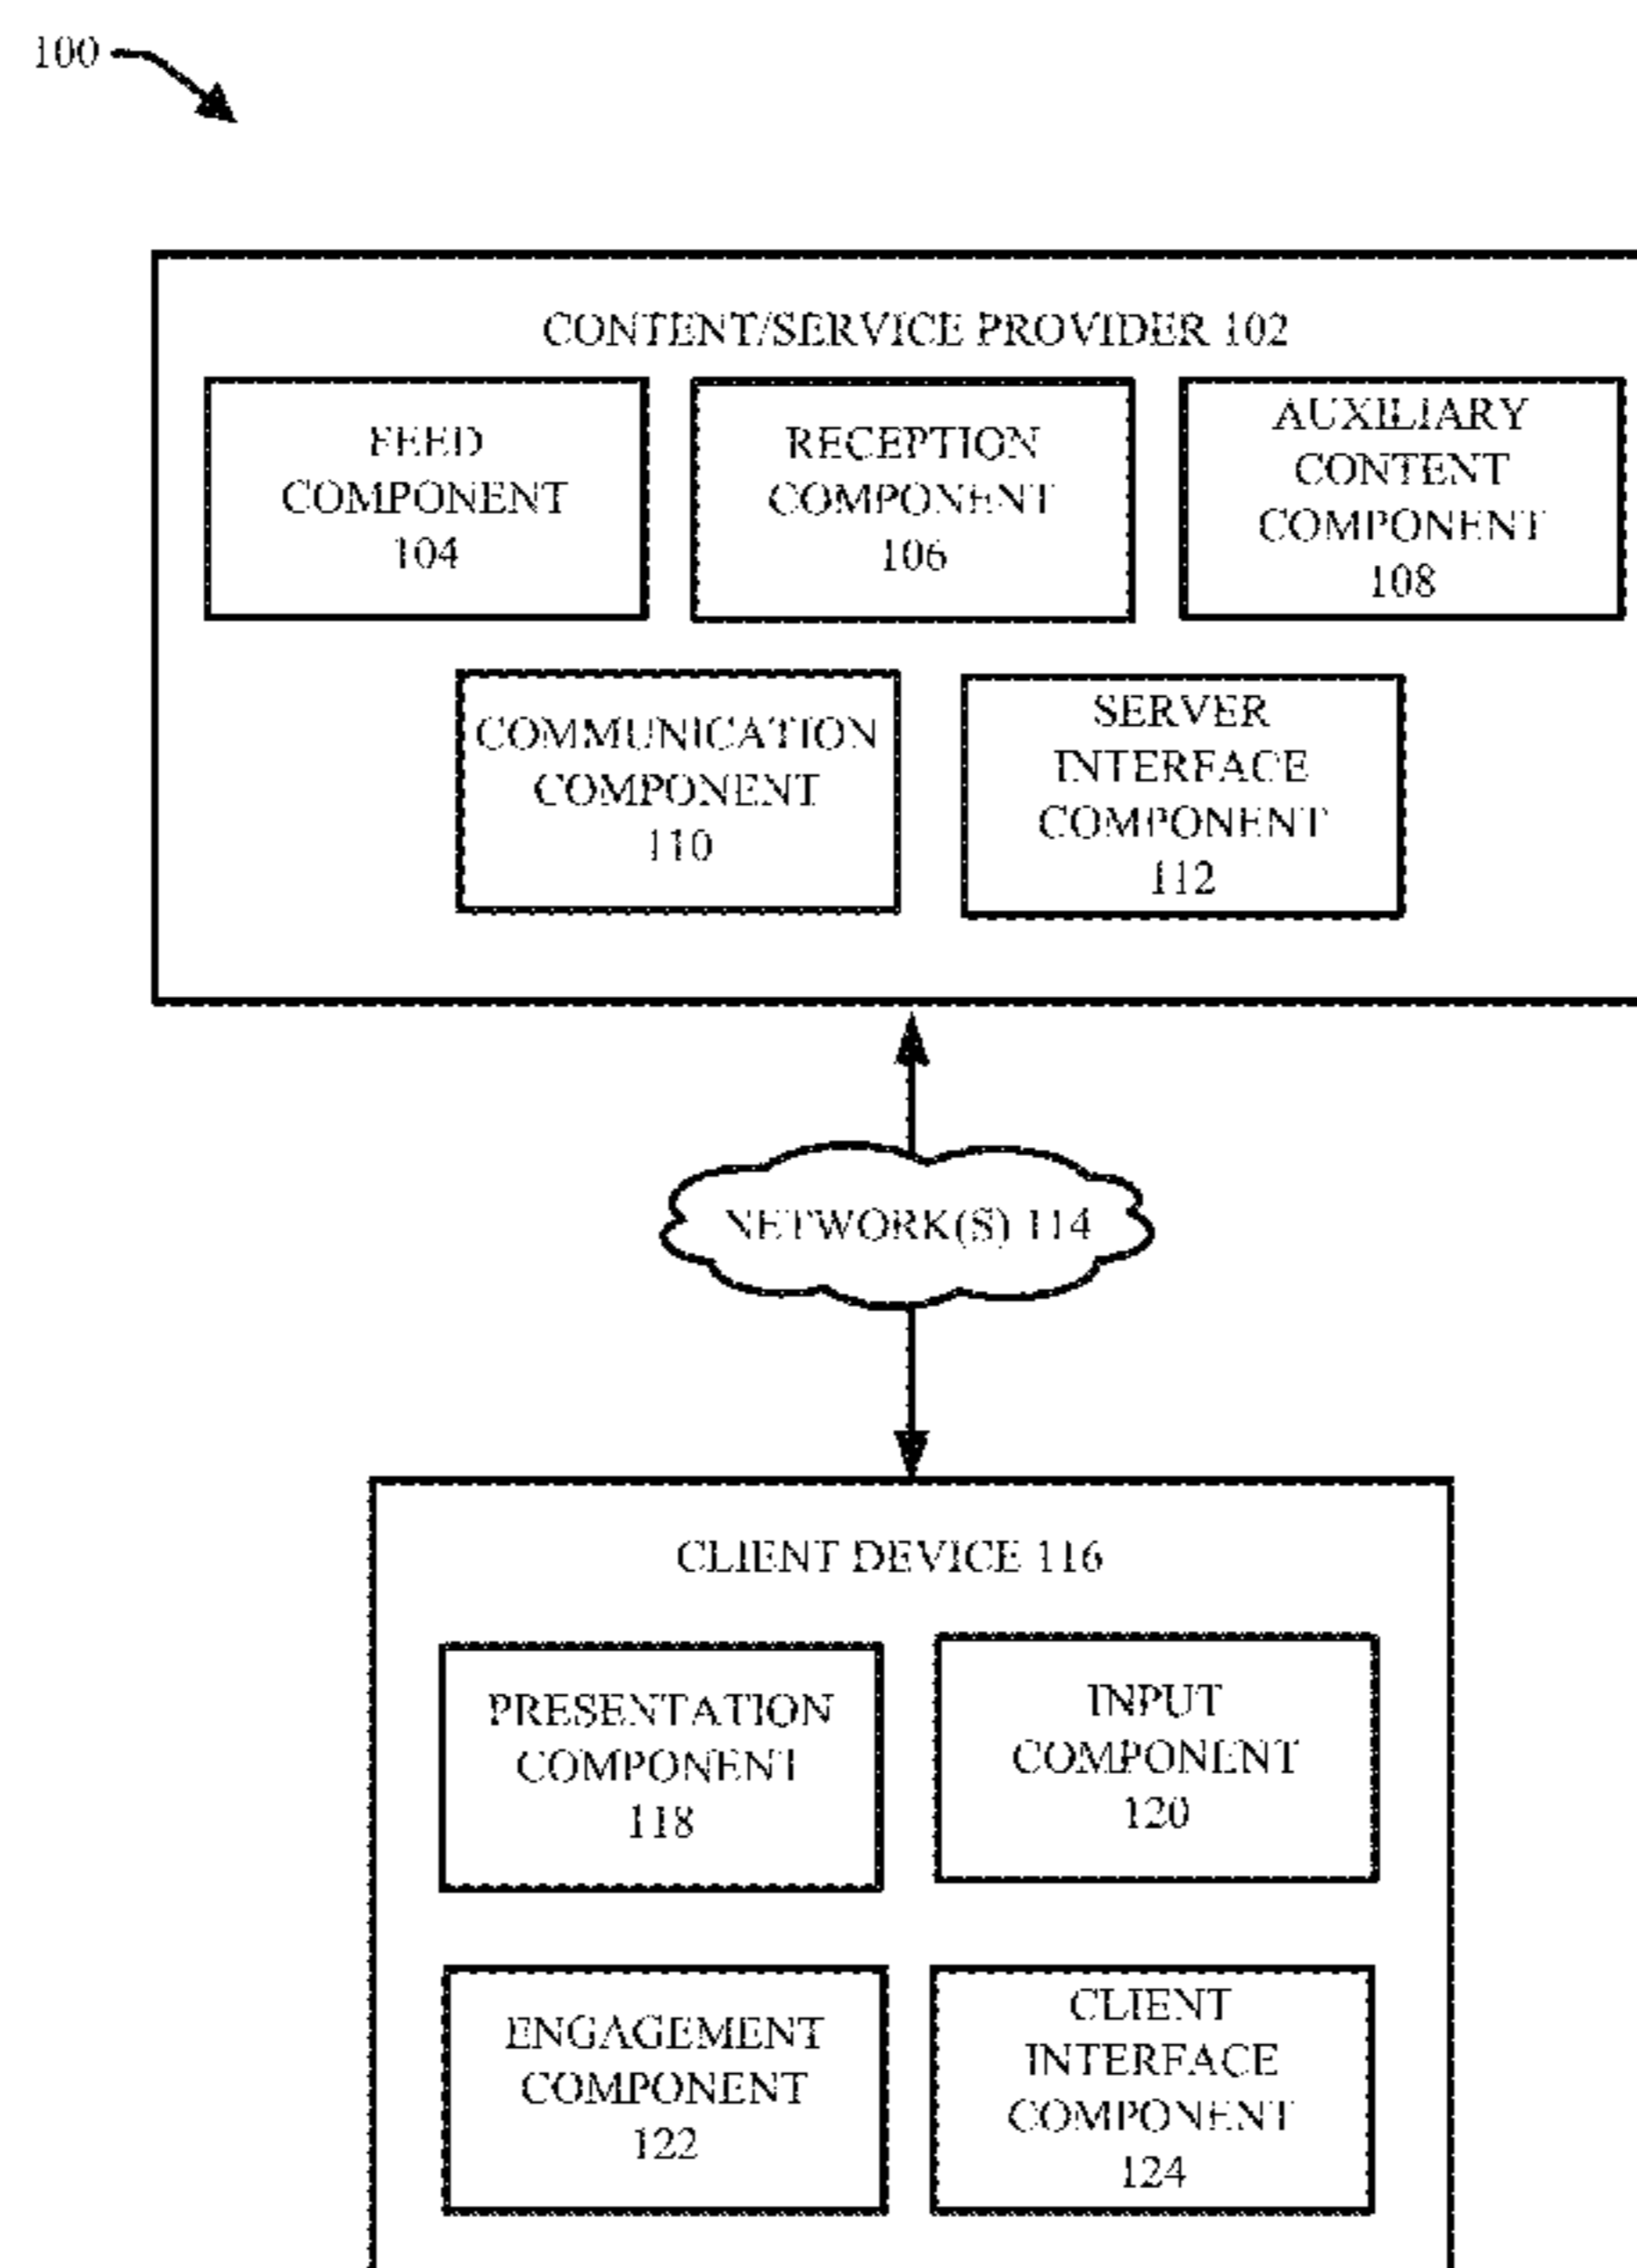 100
CONTENT/SERVICE PROVIDER 102
FEED
COMPONENT
104
RECEPTION
COMPONENT
106
AUXILIARY
CONTENT
COMPONENT
108
COMMUNICATION
COMPONENT
110
SERVER
INTERFACE
COMPONENT
112
NETWORK(S) 114
CLIENT DEVICE 116
PRESENTATION
COMPONENT
118
INPUT
COMPONENT
120
ENGAGEMENT
COMPONENT
122
CLIENT
INTERFACE
COMPONENT
124